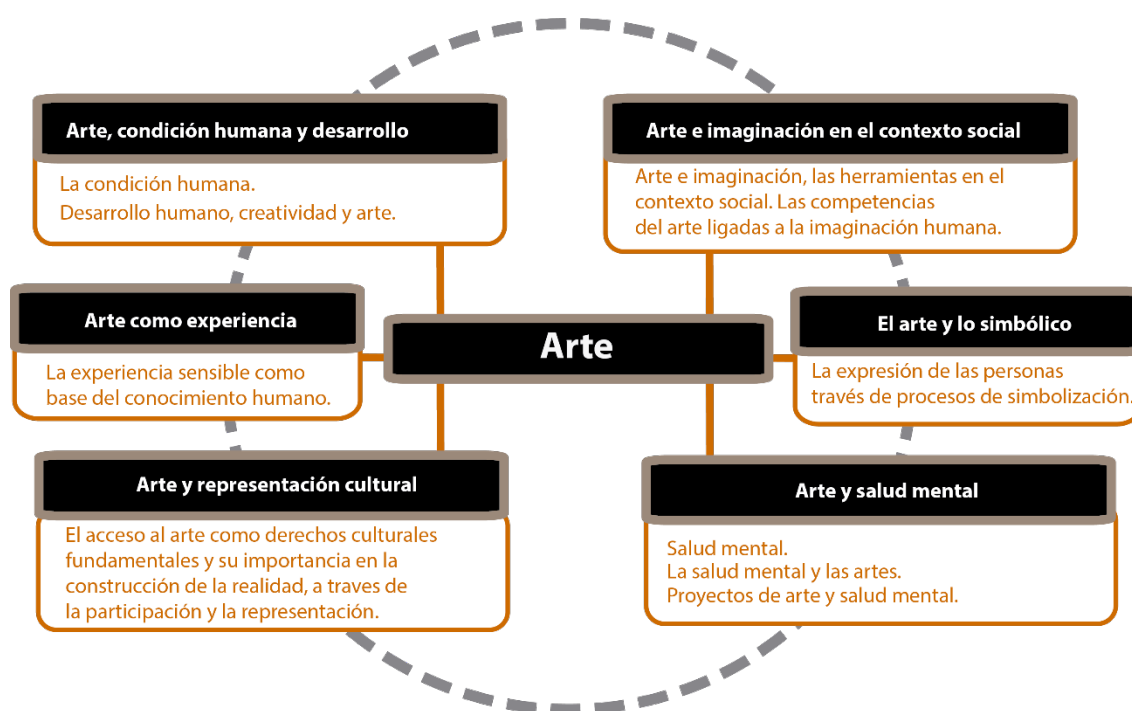 Arte, condición humana y desarrollo
La condición humana.
Desarrollo humano, creatividad y arte.
Arte e imaginación en el contexto social
Arte e imaginación, las herramientas en el
contexto social. Las competencias
del arte ligadas a la imaginación humana.
Arte como experiencia
La experiencia sensible como
base del conocimiento humano.
Arte
El arte y lo simbólico
La expresión de las personas
través de procesos de simbolización.
Arte y representación cultural
El acceso al arte como derechos culturales
fundamentales y su importancia en la
construcción de la realidad, a traves de
la participación y la representación.
Arte y salud mental
Salud mental.
La salud mental y las artes.
Proyectos de arte y salud mental.